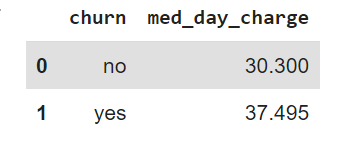 churn med_day_charge
0 no 30.300
1 yes 37.495